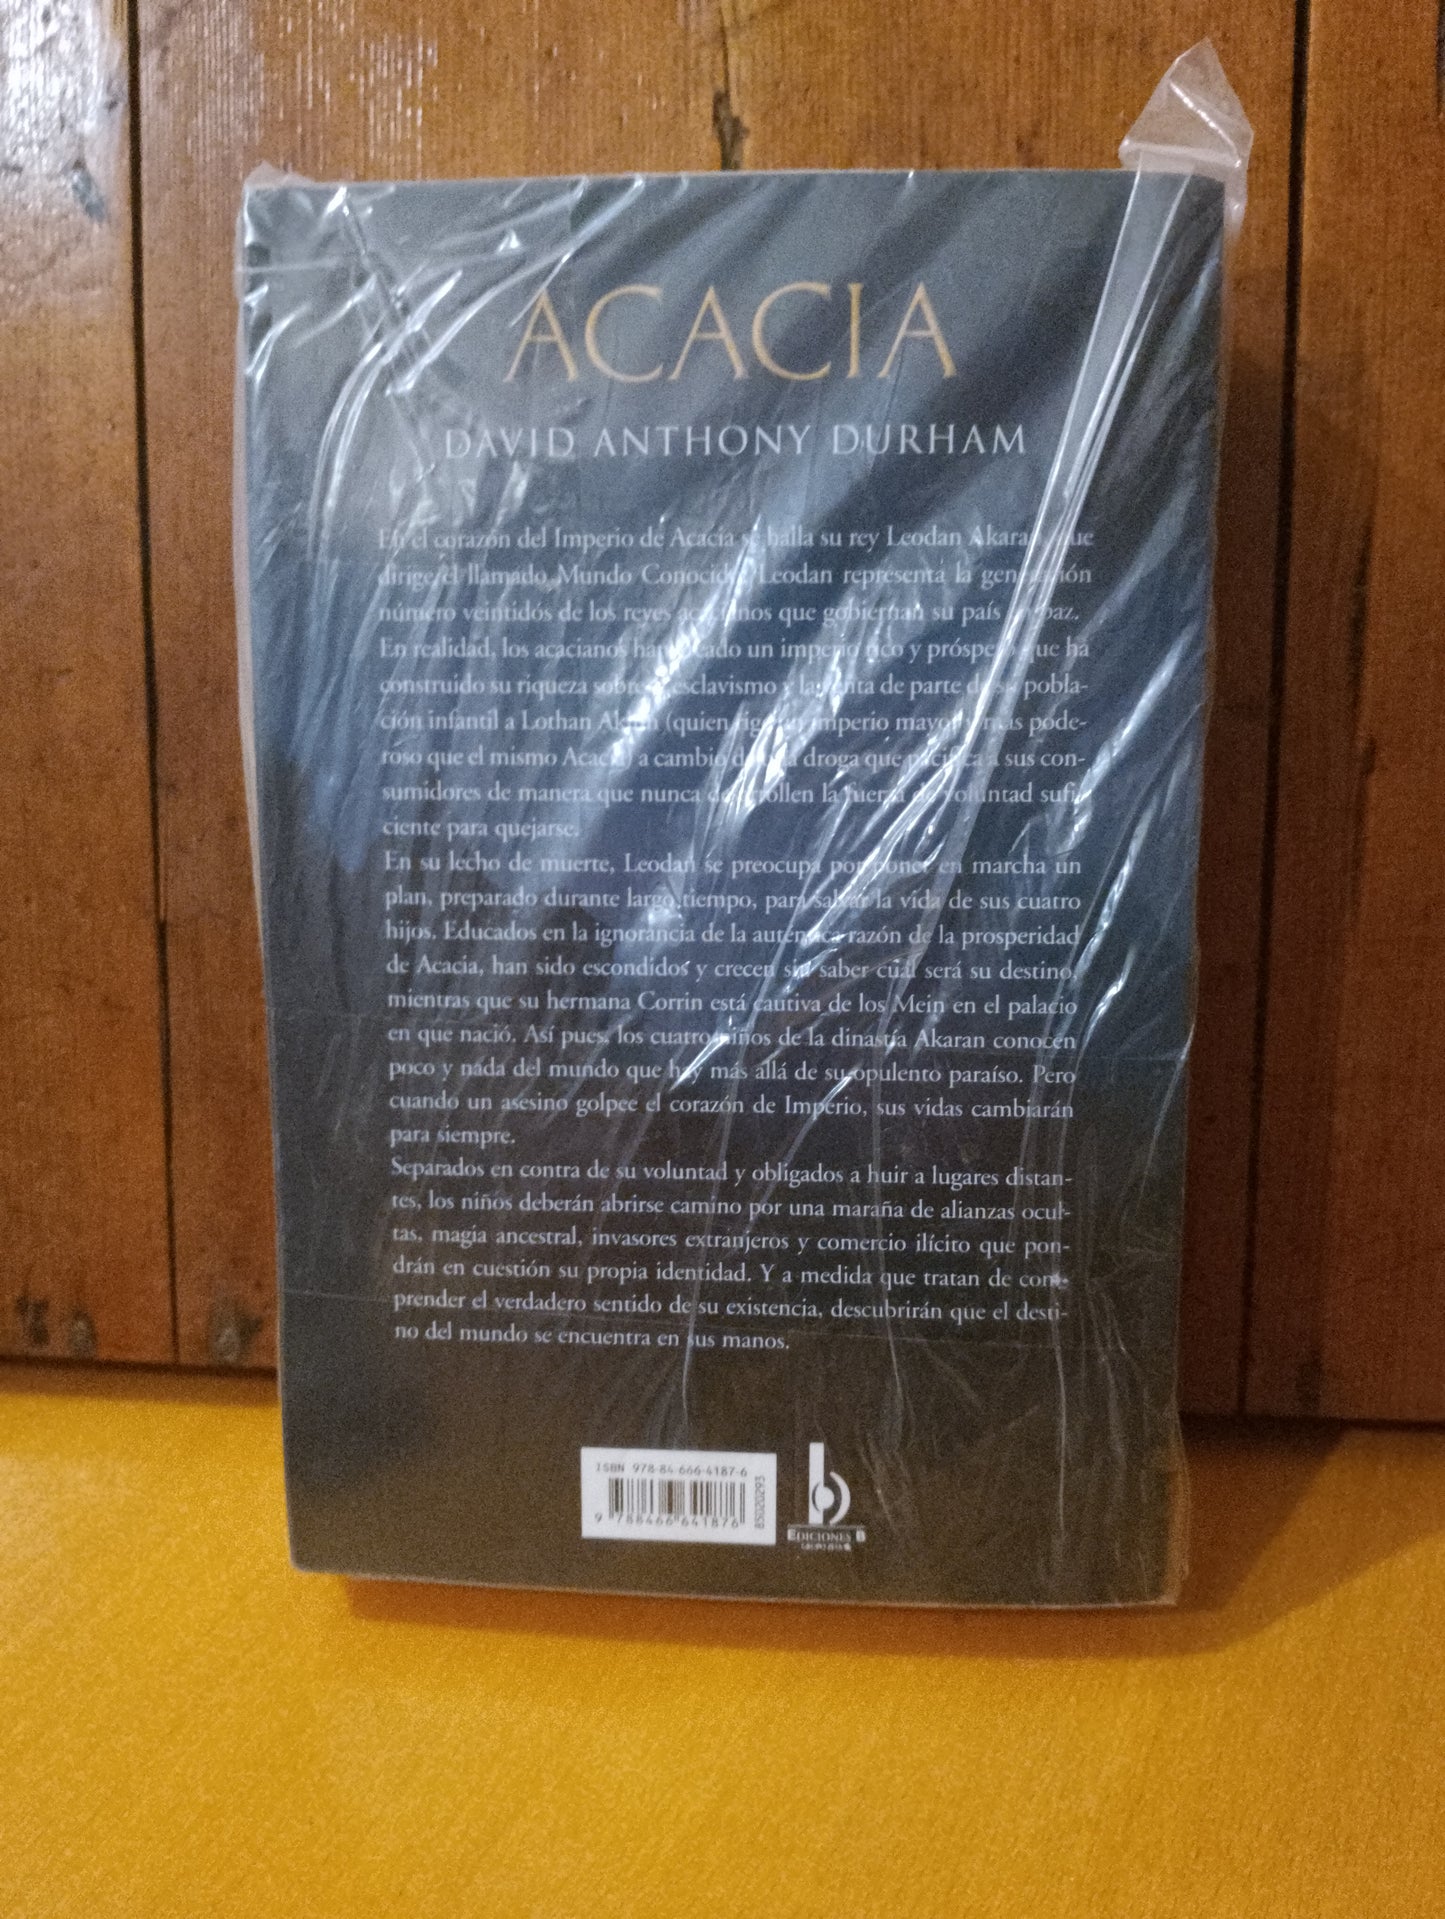 ACACIA
DAVID ANTHONY DURHAM
En el corazón del Imperio de Acacia se halla su rey Leodan Akaran, que
dirige el llamado Mundo Conocido. Leodan representa la generación
número veintidós de los reyes acacianos que gobiernan su país en paz.
En realidad, los acacianos han creado un imperio rico y próspero que ha
construido su riqueza sobre esclavismo y la venta de parte de su pobla-
ción infantil a Lothan Aklun (quien rige un imperio mayor y más pode-
roso que el mismo Acacia) a cambio de una droga que pacifica a sus con-
sumidores de manera que nunca desarrollen la fuerza de voluntad sufi-
ciente para quejarse.
En su lecho de muerte, Leodan se preocupa por poner en marcha un
plan, preparado durante largo tiempo, para salvar la vida de sus cuatro
hijos. Educados en la ignorancia de la auténtica razón de la prosperidad
de Acacia, han sido escondidos y crecen sin saber cuál será su destino,
mientras que su hermana Corrin está cautiva de los Mein en el palacio
en que nació. Así pues, los cuatro niños de la dinastía Akaran conocen
poco y nada del mundo que hay más allá de su opulento paraíso. Pero
cuando un asesino golpee el corazón de Imperio, sus vidas cambiarán
para siempre.
Separados en contra de su voluntad y obligados a huir a lugares distan-
tes, los niños deberán abrirse camino por una maraña de alianzas ocul-
tas, magia ancestral, invasores extranjeros y comercio ilícito que pon-
drán en cuestión su propia identidad. Y a medida que tratan de com-
prender el verdadero sentido de su existencia, descubrirán que el desti-
no del mundo se encuentra en sus manos.
ISBN 978-84-666-4187-6
9 788466 641876
85020293
EDICIONES B